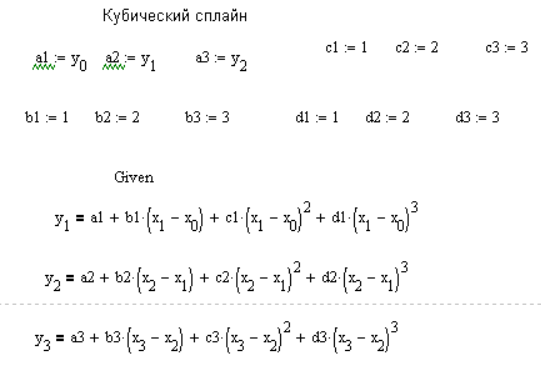 Кубический сплайн
a1 := y₀ a2 := y₁ a3 := y₂ c1 := 1 c2 := 2 c3 := 3
b1 := 1 b2 := 2 b3 := 3 d1 := 1 d2 := 2 d3 := 3
Given
y₁ = a1 + b1·(x₁ − x₀) + c1·(x₁ − x₀)² + d1·(x₁ − x₀)³
y₂ = a2 + b2·(x₂ − x₁) + c2·(x₂ − x₁)² + d2·(x₂ − x₁)³
y₃ = a3 + b3·(x₃ − x₂) + c3·(x₃ − x₂)² + d3·(x₃ − x₂)³